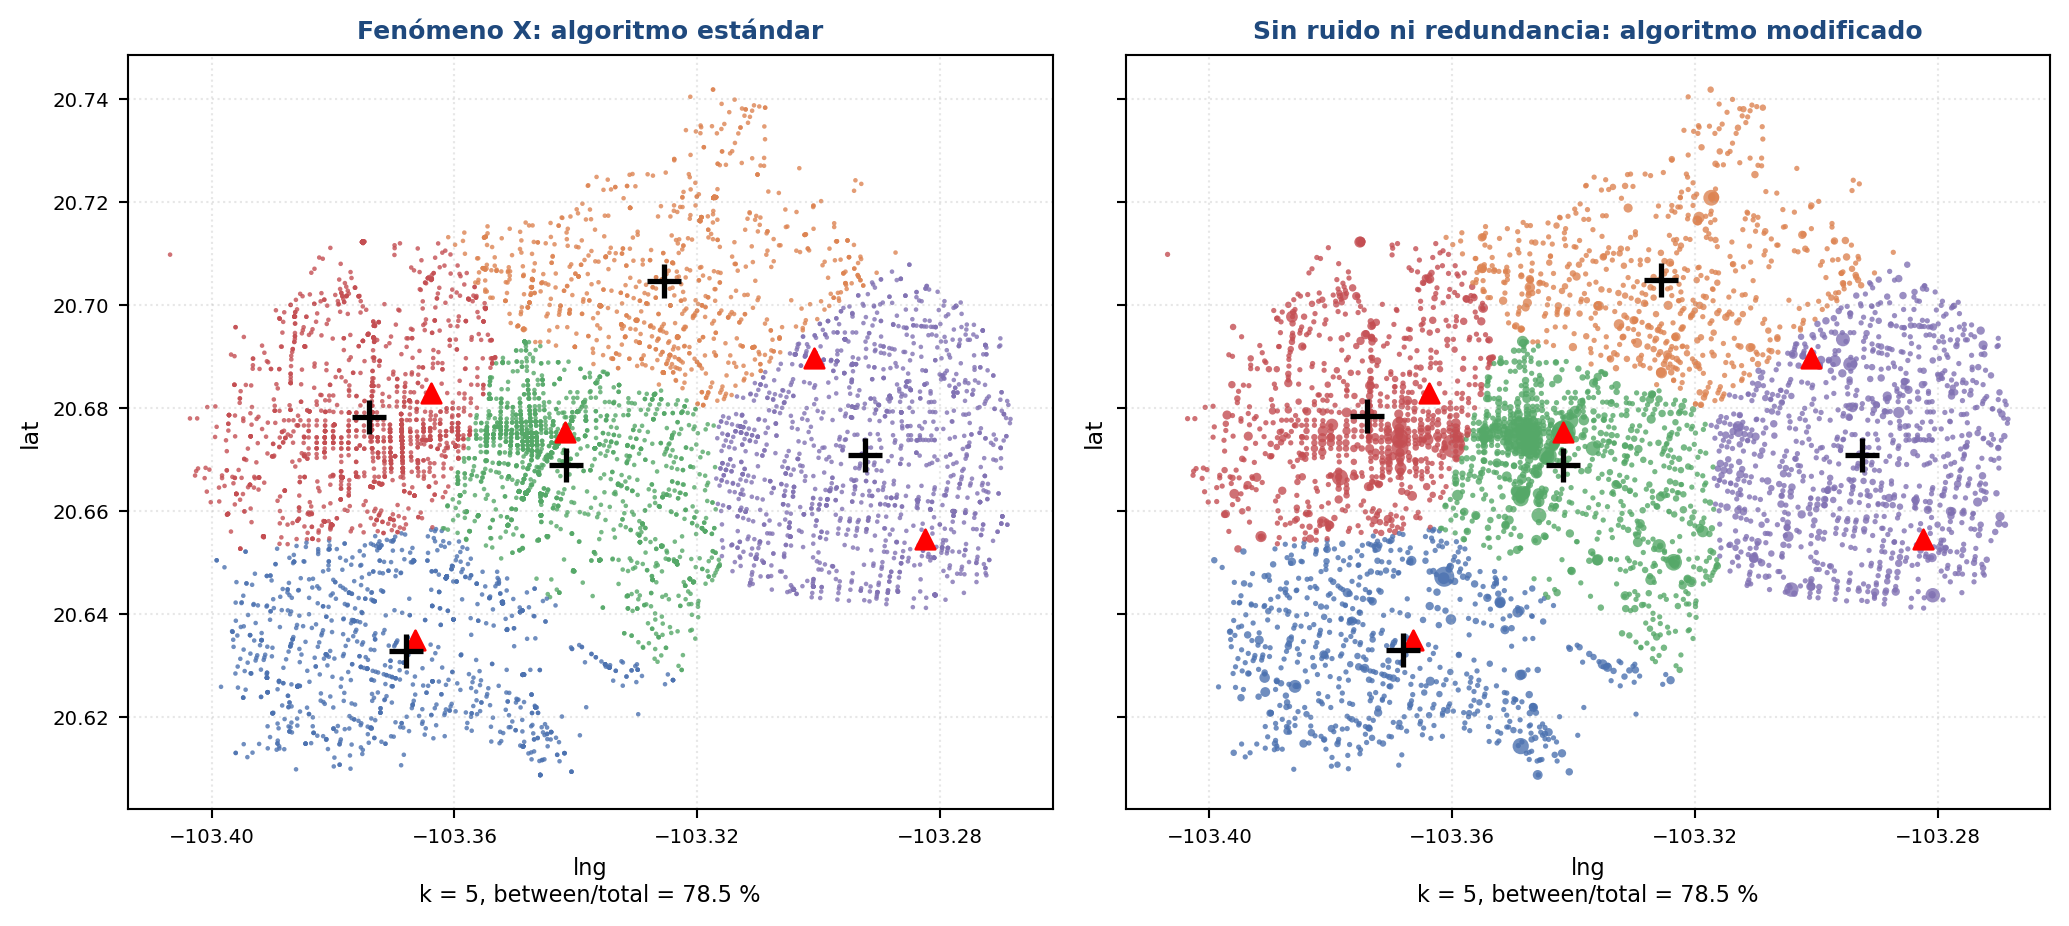 Fenómeno X: algoritmo estándar
20.74
20.72
20.70
20.68
20.66
20.64
20.62
lat
−103.40
−103.36
−103.32
−103.28
lng
k = 5, between/total = 78.5 %
Sin ruido ni redundancia: algoritmo modificado
lat
−103.40
−103.36
−103.32
−103.28
lng
k = 5, between/total = 78.5 %